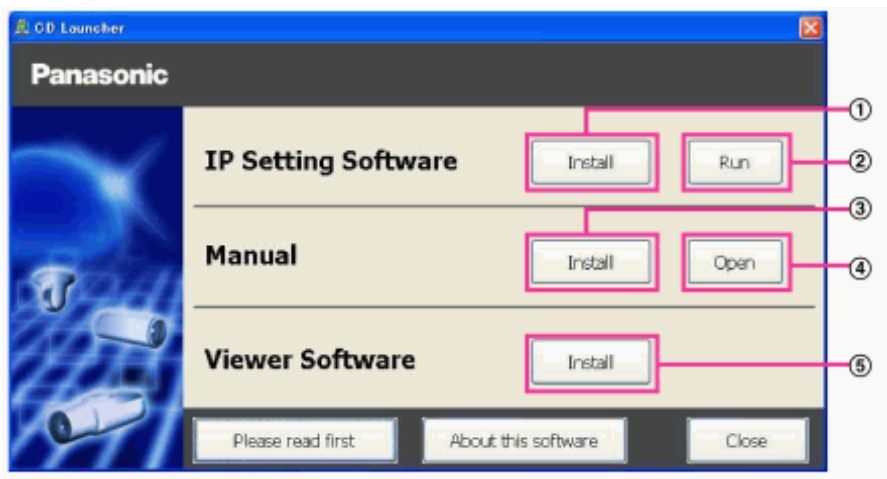 CD Launcher
Panasonic
①
IP Setting Software Install Run ②
③
Manual Install Open ④
Viewer Software Install ⑤
Please read first About this software Close